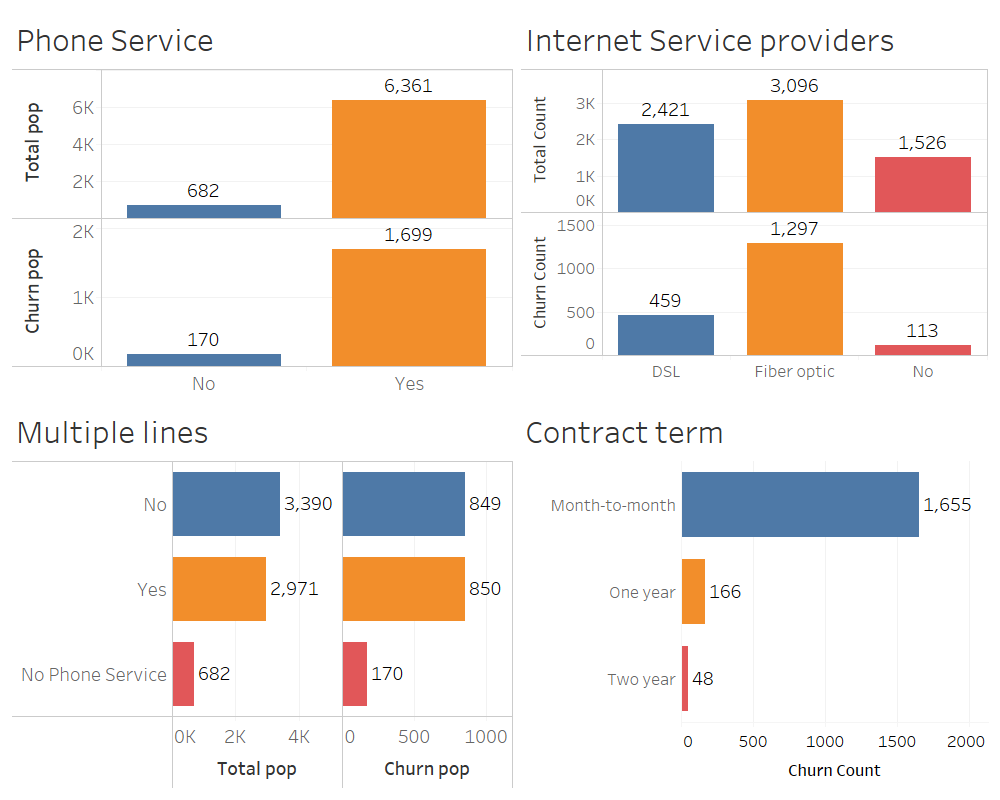 Phone Service
Total pop
6K
4K
2K
682
6,361
Churn pop
2K
1K
0K
170
1,699
No
Yes
Internet Service providers
Total Count
3K
2K
1K
0K
2,421
3,096
1,526
Churn Count
1500
1000
500
0
459
1,297
113
DSL
Fiber optic
No
Multiple lines
No
3,390
849
Yes
2,971
850
No Phone Service
682
170
0K
2K
4K
0
500
1000
Total pop
Churn pop
Contract term
Month-to-month
1,655
One year
166
Two year
48
0
500
1000
1500
2000
Churn Count